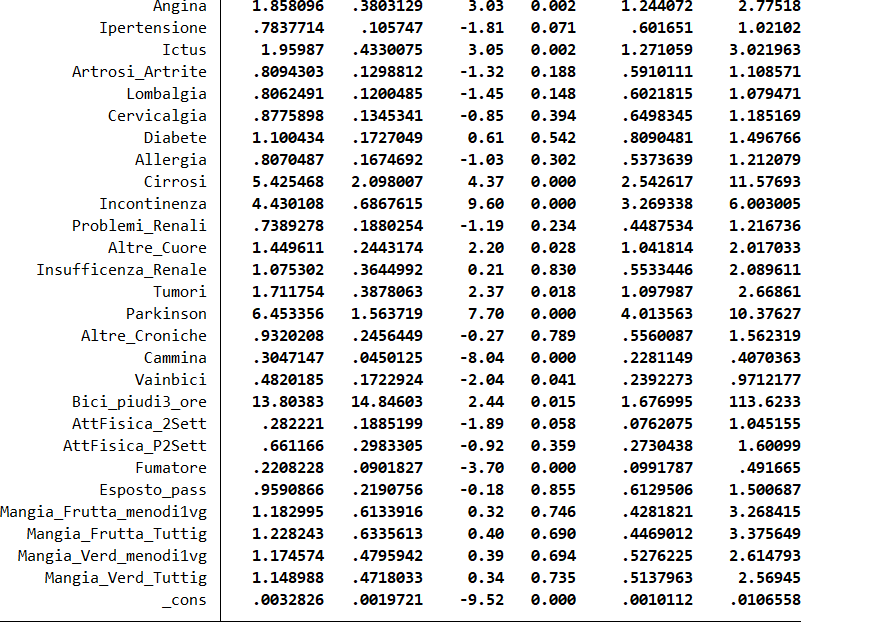 Angina 1.858096 .3803129 3.03 0.002 1.244072 2.77518
Ipertensione .7837714 .105747 -1.81 0.071 .601651 1.02102
Ictus 1.95987 .4330075 3.05 0.002 1.271059 3.021963
Artrosi_Artrite .8094303 .1298812 -1.32 0.188 .5910111 1.108571
Lombalgia .8062491 .1200485 -1.45 0.148 .6021815 1.079471
Cervicalgia .8775898 .1345341 -0.85 0.394 .6498345 1.185169
Diabete 1.100434 .1727049 0.61 0.542 .8090481 1.496766
Allergia .8070487 .1674692 -1.03 0.302 .5373639 1.212079
Cirrosi 5.425468 2.098007 4.37 0.000 2.542617 11.57693
Incontinenza 4.430108 .6867615 9.60 0.000 3.269338 6.003005
Problemi_Renali .7389278 .1880254 -1.19 0.234 .4487534 1.216736
Altre_Cuore 1.449611 .2443174 2.20 0.028 1.041814 2.017033
Insufficenza_Renale 1.075302 .3644992 0.21 0.830 .5533446 2.089611
Tumori 1.711754 .3878063 2.37 0.018 1.097987 2.66861
Parkinson 6.453356 1.563719 7.70 0.000 4.013563 10.37627
Altre_Croniche .9320208 .2456449 -0.27 0.789 .5560087 1.562319
Cammina .3047147 .0450125 -8.04 0.000 .2281149 .4070363
Vainbici .4820185 .1722924 -2.04 0.041 .2392273 .9712177
Bici_piudi3_ore 13.80383 14.84603 2.44 0.015 1.676995 113.6233
AttFisica_2Sett .282221 .1885199 -1.89 0.058 .0762075 1.045155
AttFisica_P2Sett .661166 .2983305 -0.92 0.359 .2730438 1.60099
Fumatore .2208228 .0901827 -3.70 0.000 .0991787 .491665
Esposto_pass .9590866 .2190756 -0.18 0.855 .6129506 1.500687
Mangia_Frutta_menodi1vg 1.182995 .6133916 0.32 0.746 .4281821 3.268415
Mangia_Frutta_Tuttig 1.228243 .6335613 0.40 0.690 .4469012 3.375649
Mangia_Verd_menodi1vg 1.174574 .4795942 0.39 0.694 .5276225 2.614793
Mangia_Verd_Tuttig 1.148988 .4718033 0.34 0.735 .5137963 2.56945
_cons .0032826 .0019721 -9.52 0.000 .0010112 .0106558